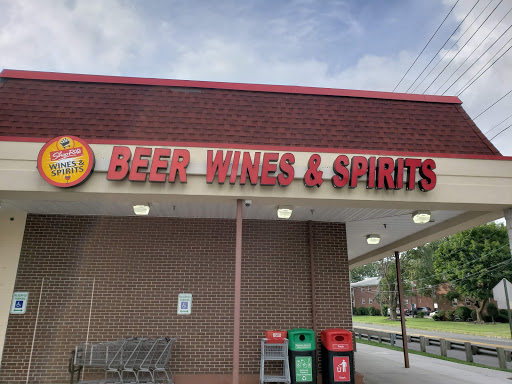 ShopRite
WINES &
SPIRITS
BEER WINES & SPIRITS